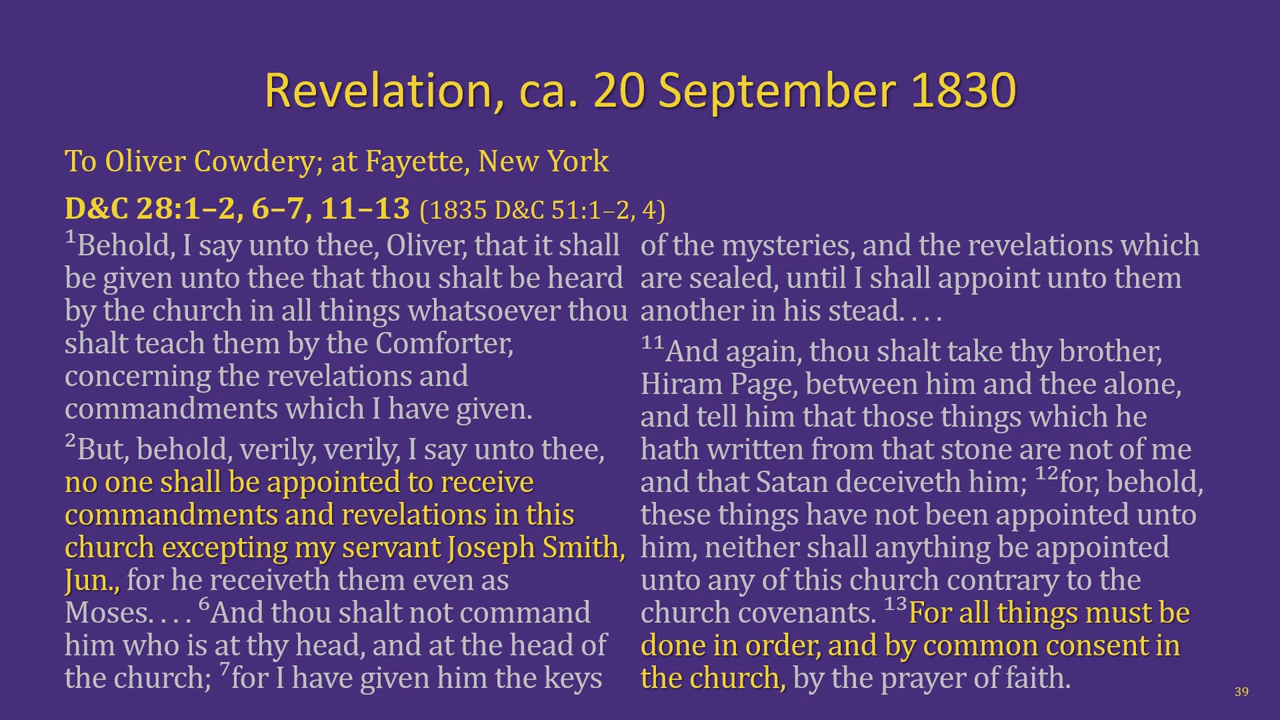 Revelation, ca. 20 September 1830
To Oliver Cowdery; at Fayette, New York
D&C 28:1–2, 6–7, 11–13 (1835 D&C 51:1–2, 4)
¹Behold, I say unto thee, Oliver, that it shall
be given unto thee that thou shalt be heard
by the church in all things whatsoever thou
shalt teach them by the Comforter,
concerning the revelations and
commandments which I have given.
²But, behold, verily, verily, I say unto thee,
no one shall be appointed to receive
commandments and revelations in this
church excepting my servant Joseph Smith,
Jun., for he receiveth them even as
Moses. . . . ⁶And thou shalt not command
him who is at thy head, and at the head of
the church; ⁷for I have given him the keys
of the mysteries, and the revelations which
are sealed, until I shall appoint unto them
another in his stead. . . .
¹¹And again, thou shalt take thy brother,
Hiram Page, between him and thee alone,
and tell him that those things which he
hath written from that stone are not of me
and that Satan deceiveth him; ¹²for, behold,
these things have not been appointed unto
him, neither shall anything be appointed
unto any of this church contrary to the
church covenants. ¹³For all things must be
done in order, and by common consent in
the church, by the prayer of faith.
39